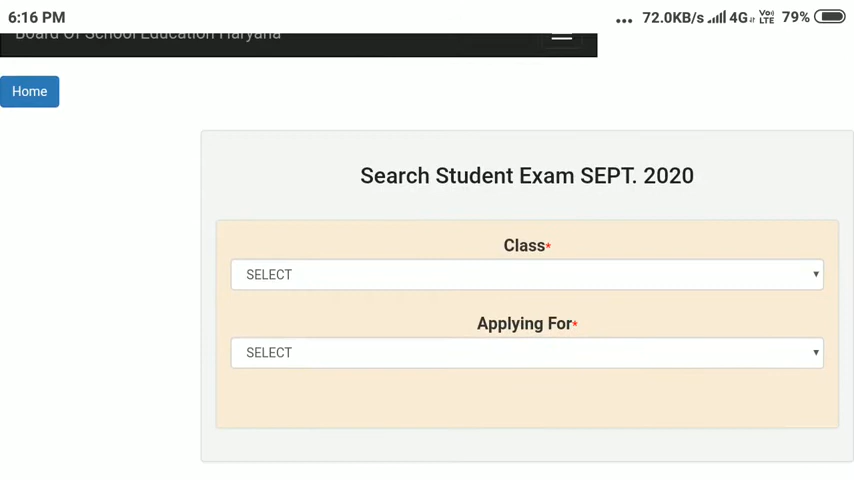 6:16 PM
... 72.0KB/s 4G VoLTE 79%
Board Of School Education Haryana
Home
Search Student Exam SEPT. 2020
Class*
SELECT
Applying For*
SELECT